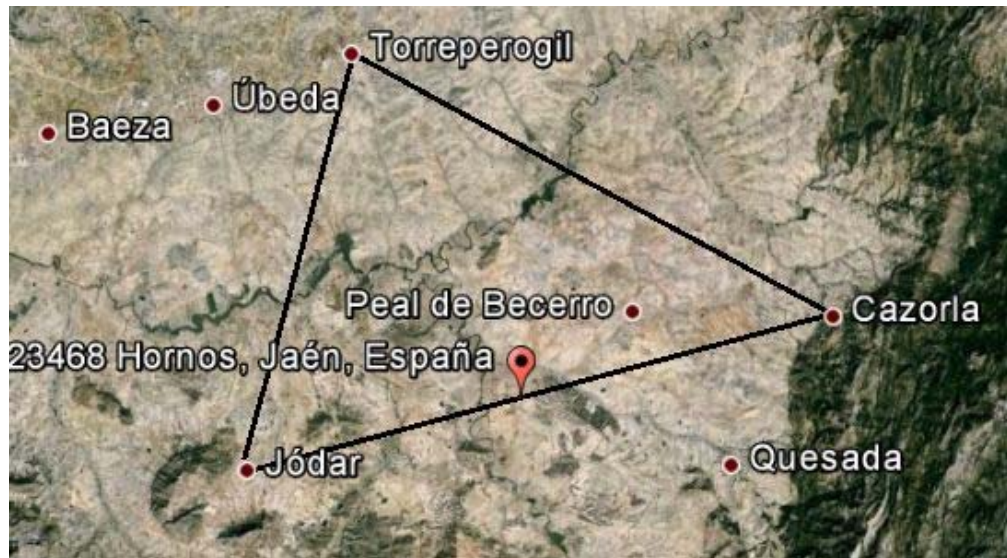 Torreperogil
Úbeda
Baeza
Peal de Becerro
Cazorla
23468 Hornos, Jaén, España
Jódar
Quesada